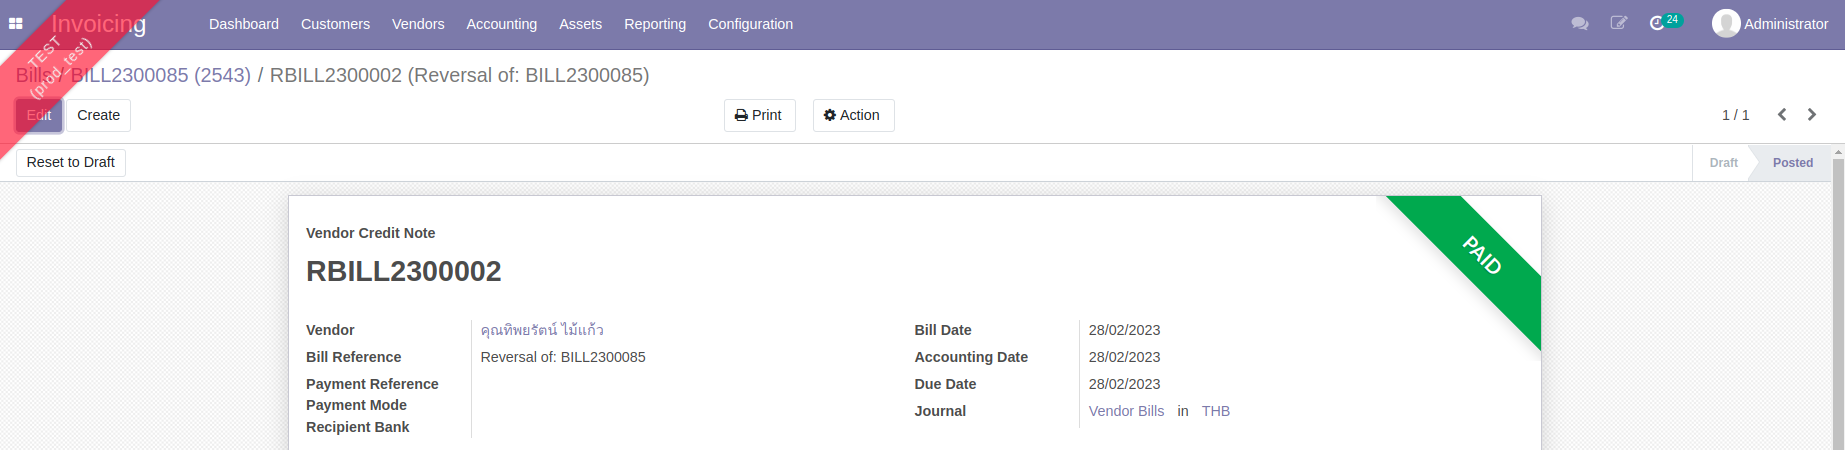 Invoicing Dashboard Customers Vendors Accounting Assets Reporting Configuration 24 Administrator
TEST
(prod_test)
Bills / BILL2300085 (2543) / RBILL2300002 (Reversal of: BILL2300085)
Edit Create Print Action 1 / 1
Reset to Draft Draft Posted
Vendor Credit Note
PAID
RBILL2300002
Vendor คุณทิพยรัตน์ ไม้แก้ว Bill Date 28/02/2023
Bill Reference Reversal of: BILL2300085 Accounting Date 28/02/2023
Payment Reference Due Date 28/02/2023
Payment Mode Journal Vendor Bills in THB
Recipient Bank